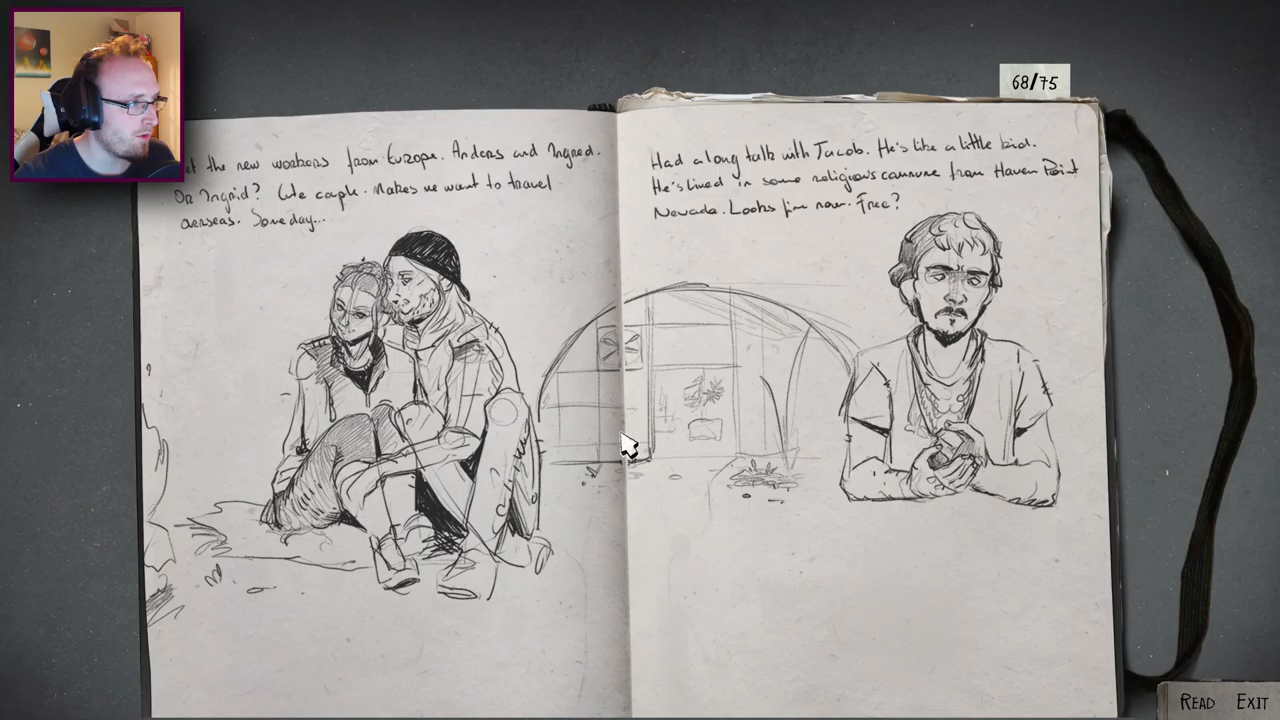 68/75
the new workers from Europe. Anders and Ingred.
Or Ingrid? Cute couple. Makes me want to travel
overseas. Someday...
Had a long talk with Jacob. He's like a little kid.
He's lived in some religious commune from Haven Point
Nevada. Looks fine now. Free?
READ EXIT